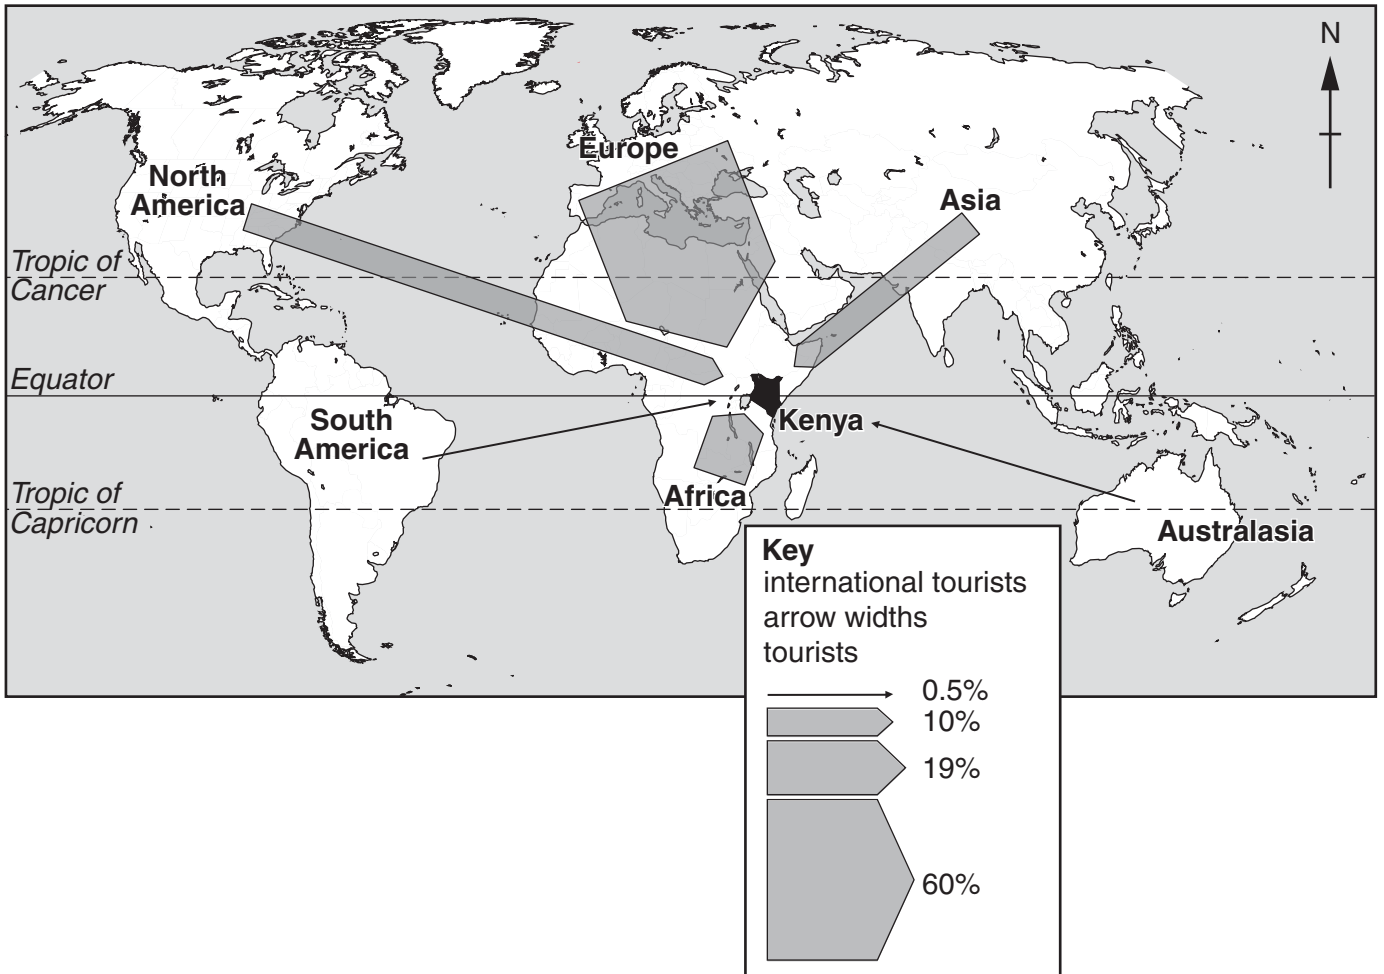 N
Europe
North
America
Asia
Tropic of
Cancer
Equator
South
America
Kenya
Tropic of
Capricorn
Africa
Australasia
Key
international tourists
arrow widths
tourists
0.5%
10%
19%
60%